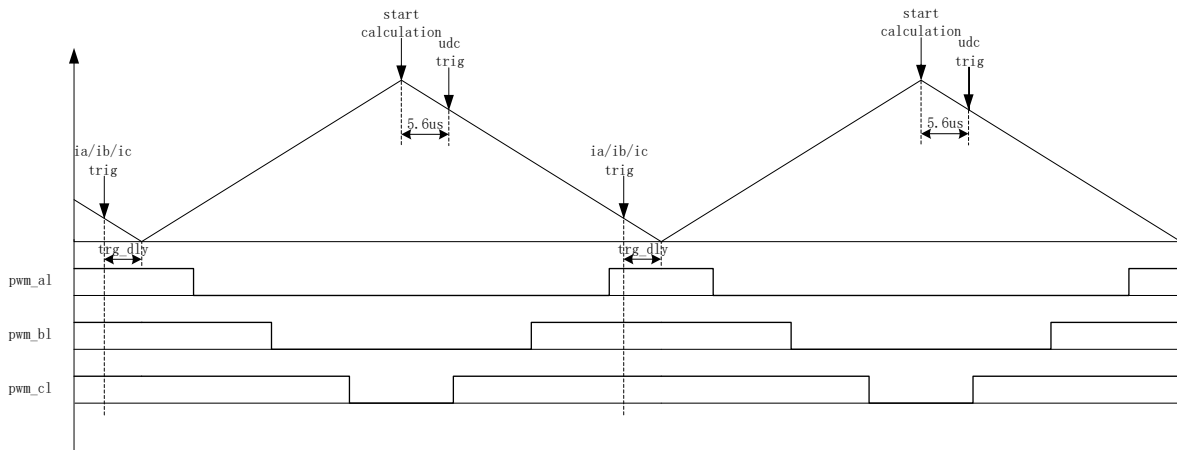 start
calculation
udc
trig
5.6us
ia/ib/ic
trig
trg_dly
start
calculation
udc
trig
5.6us
ia/ib/ic
trig
trg_dly
pwm_al
pwm_bl
pwm_cl